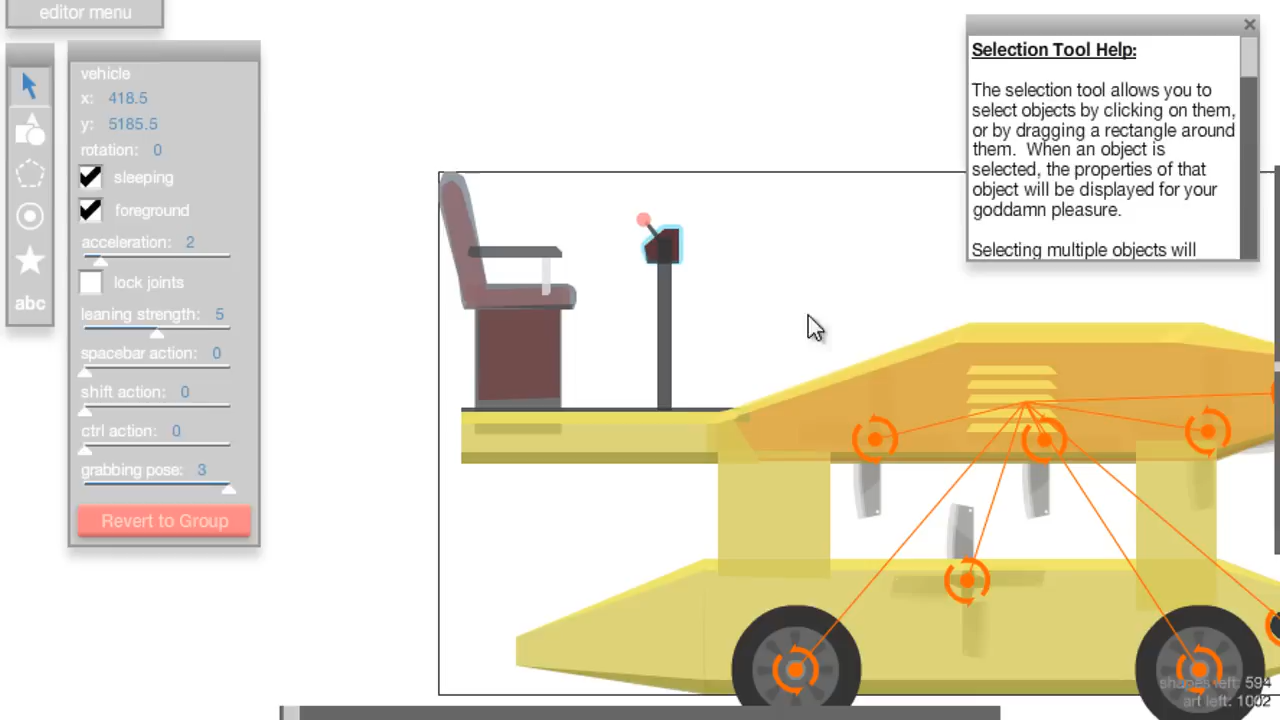 editor menu
vehicle
x: 418.5
y: 5185.5
rotation: 0
sleeping
foreground
acceleration: 2
lock joints
leaning strength: 5
spacebar action: 0
shift action: 0
ctrl action: 0
grabbing pose: 3
Revert to Group
abc
Selection Tool Help:
The selection tool allows you to
select objects by clicking on them,
or by dragging a rectangle around
them. When an object is
selected, the properties of that
object will be displayed for your
goddamn pleasure.
Selecting multiple objects will
shapes left: 594
art left: 1002